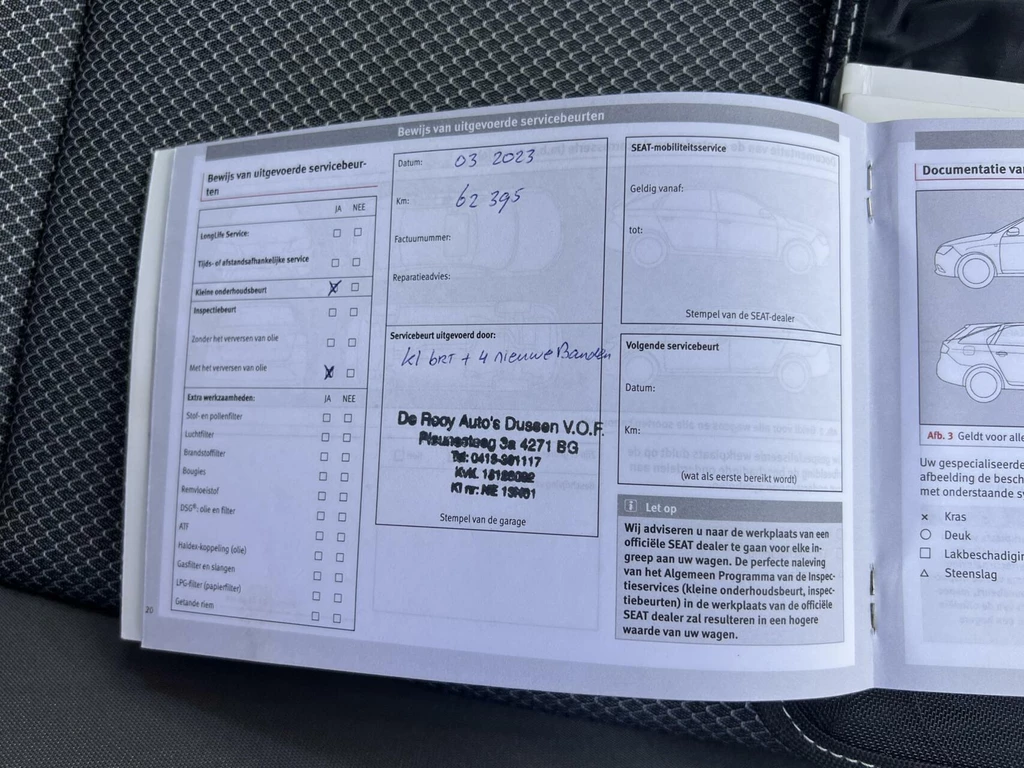 Bewijs van uitgevoerde servicebeurten
Bewijs van uitgevoerde servicebeur-
ten
JA NEE
LongLife Service:
Tijds- of afstandsafhankelijke service
Kleine onderhoudsbeurt
Inspectiebeurt
Zonder het verversen van olie
Met het verversen van olie
Extra werkzaamheden: JA NEE
Stof- en pollenfilter
Luchtfilter
Brandstoffilter
Bougies
Remvloeistof
DSG®: olie en filter
ATF
Haldex-koppeling (olie)
Gasfilter en slangen
LPG-filter (papierfilter)
Getande riem
20
Datum: 03 2023
Km: 62 395
Factuurnummer:
Reparatieadvies:
Servicebeurt uitgevoerd door:
Kl BRT + 4 nieuwe Banden
De Rooy Auto's Dussen V.O.F.
3a 4271 BG
Stempel van de garage
SEAT-mobiliteitsservice
Geldig vanaf:
tot:
Stempel van de SEAT-dealer
Volgende servicebeurt
Datum:
Km:
(wat als eerste bereikt wordt)
Let op
Wij adviseren u naar de werkplaats van een
officiële SEAT dealer te gaan voor elke in-
greep aan uw wagen. De perfecte naleving
van het Algemeen Programma van de Inspec-
tieservices (kleine onderhoudsbeurt, inspec-
tiebeurten) in de werkplaats van de officiële
SEAT dealer zal resulteren in een hogere
waarde van uw wagen.
Documentatie va
Afb. 3 Geldt voor alle
Uw gespecialiseerde
afbeelding de besch
met onderstaande s
× Kras
○ Deuk
□ Lakbeschadigin
△ Steenslag